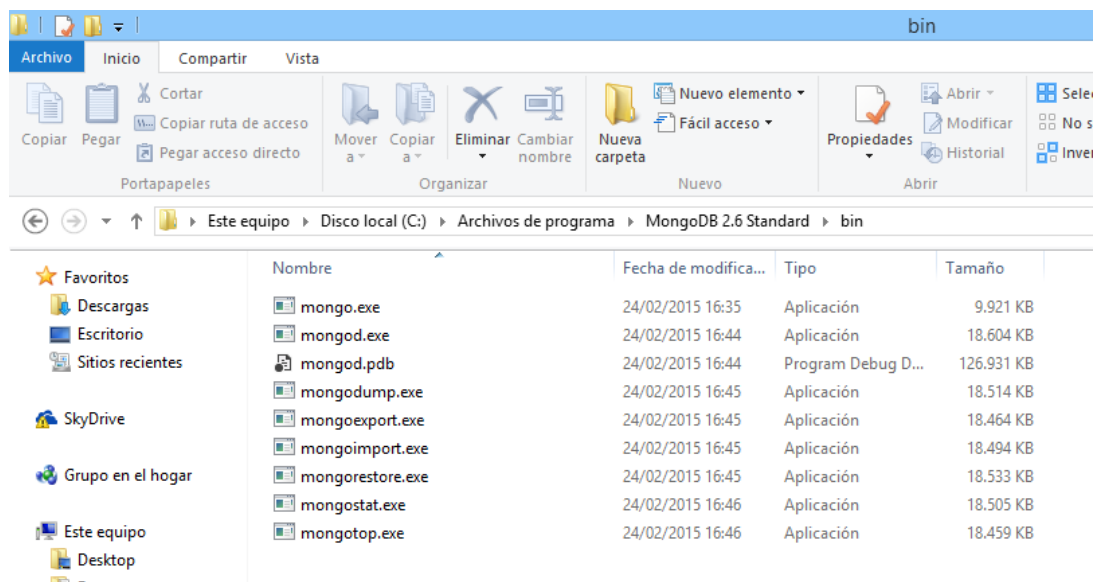 bin
Archivo Inicio Compartir Vista
Copiar Pegar Cortar Copiar ruta de acceso Pegar acceso directo
Portapapeles
Mover a Copiar a Eliminar Cambiar nombre
Organizar
Nueva carpeta Nuevo elemento Fácil acceso
Nuevo
Propiedades Abrir Modificar Historial
Abrir
Sele
No s
Inver
Este equipo Disco local (C:) Archivos de programa MongoDB 2.6 Standard bin
Favoritos
Descargas
Escritorio
Sitios recientes
SkyDrive
Grupo en el hogar
Este equipo
Desktop
Nombre Fecha de modifica... Tipo Tamaño
mongo.exe 24/02/2015 16:35 Aplicación 9.921 KB
mongod.exe 24/02/2015 16:44 Aplicación 18.604 KB
mongod.pdb 24/02/2015 16:44 Program Debug D... 126.931 KB
mongodump.exe 24/02/2015 16:45 Aplicación 18.514 KB
mongoexport.exe 24/02/2015 16:45 Aplicación 18.464 KB
mongoimport.exe 24/02/2015 16:45 Aplicación 18.494 KB
mongorestore.exe 24/02/2015 16:45 Aplicación 18.533 KB
mongostat.exe 24/02/2015 16:46 Aplicación 18.505 KB
mongotop.exe 24/02/2015 16:46 Aplicación 18.459 KB